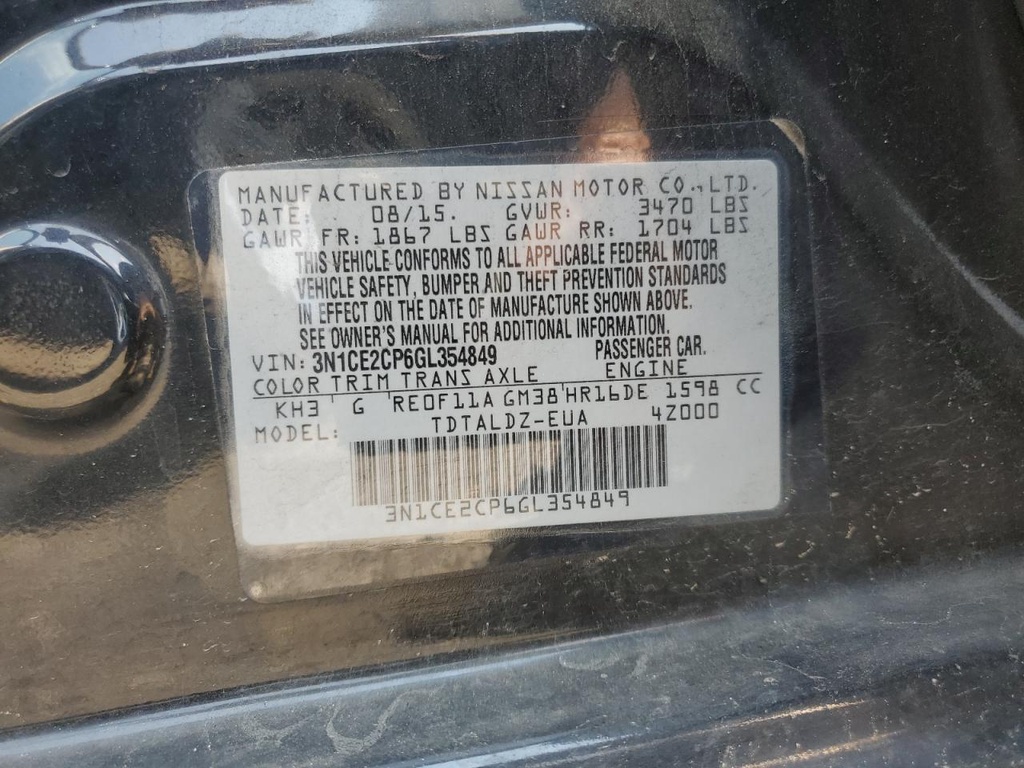 MANUFACTURED BY NISSAN MOTOR CO.,LTD.
DATE: 08/15. GVWR: 3470 LBS
GAWR FR: 1867 LBS GAWR RR: 1704 LBS
THIS VEHICLE CONFORMS TO ALL APPLICABLE FEDERAL MOTOR
VEHICLE SAFETY, BUMPER AND THEFT PREVENTION STANDARDS
IN EFFECT ON THE DATE OF MANUFACTURE SHOWN ABOVE.
SEE OWNER'S MANUAL FOR ADDITIONAL INFORMATION.
VIN: 3N1CE2CP6GL354849 PASSENGER CAR.
COLOR TRIM TRANS AXLE ENGINE
KH3 ' G ' RE0F11A GM38 ' HR16DE 1598 CC
MODEL: TDTALDZ-EUA 4Z000
3N1CE2CP6GL354849